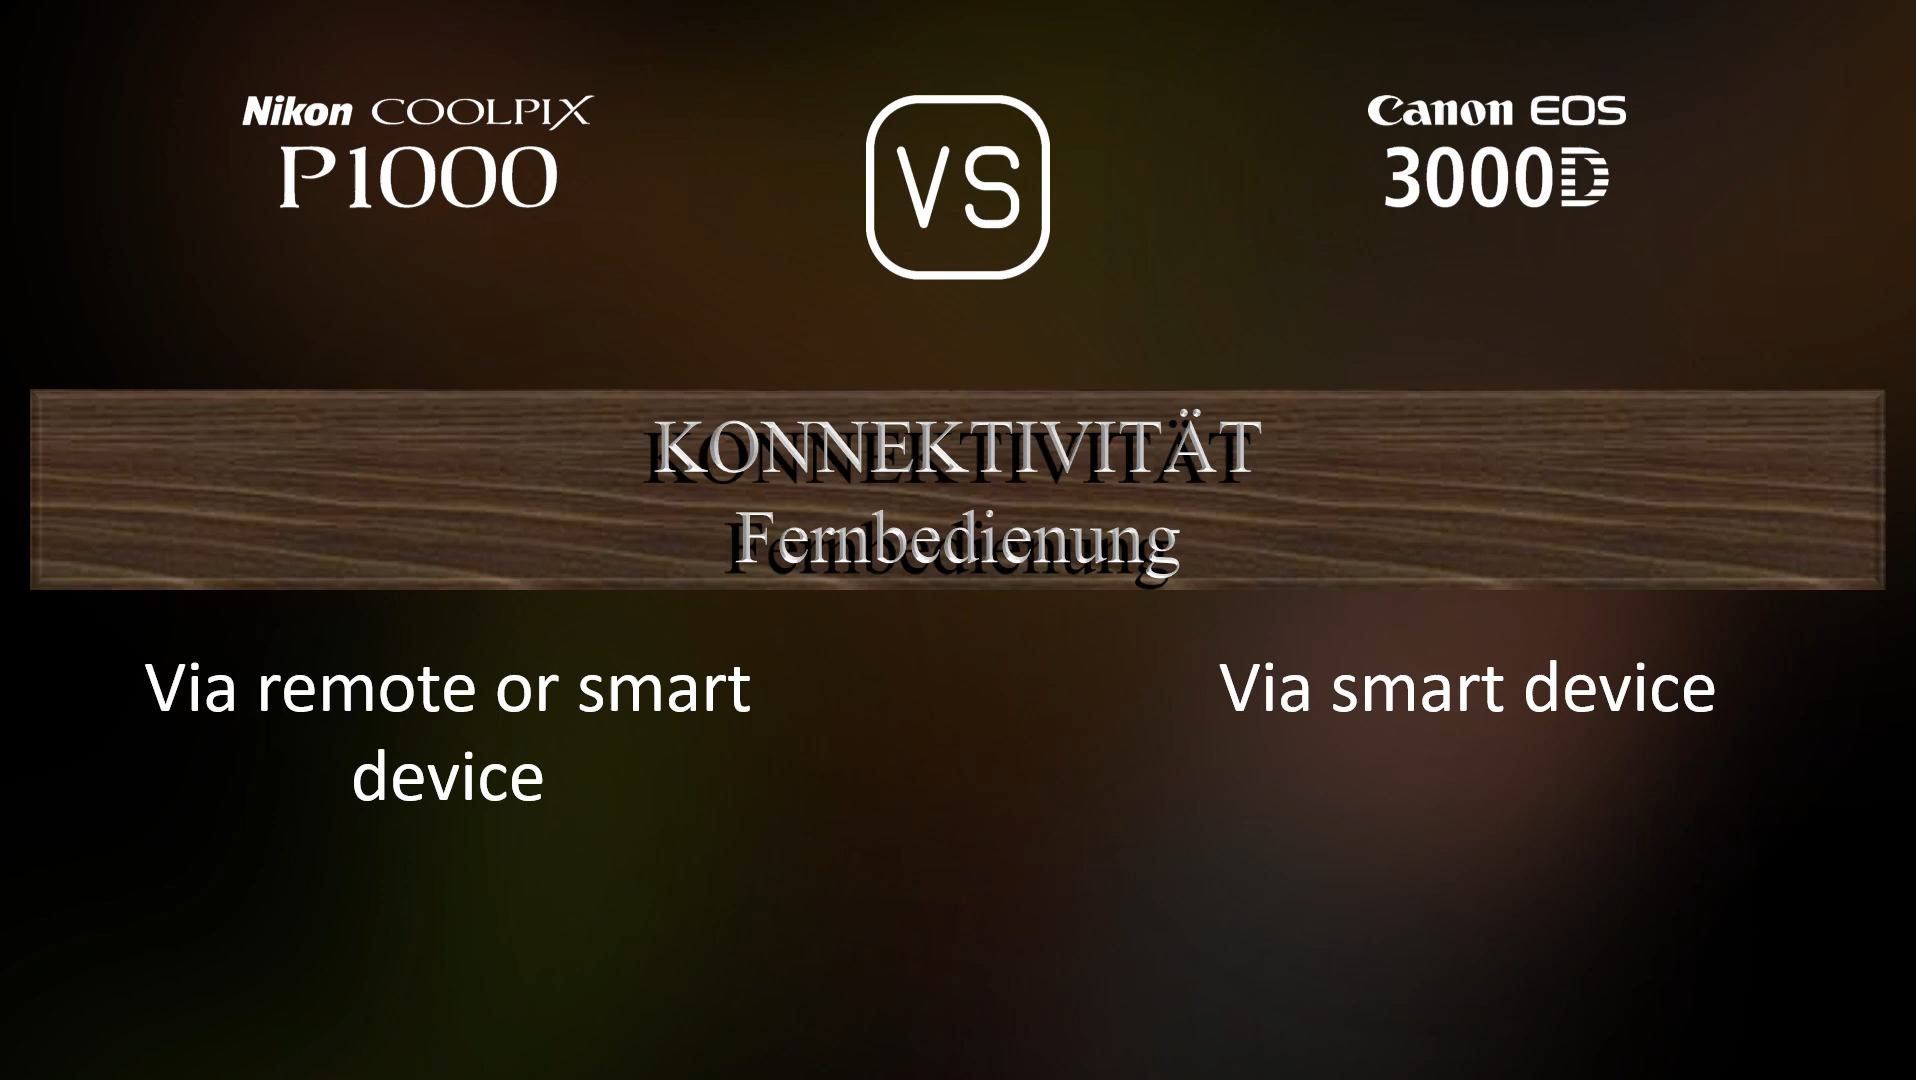 Nikon COOLPIX
P1000
VS
Canon EOS
3000D
KONNEKTIVITÄT
Fernbedienung
Via remote or smart
device
Via smart device